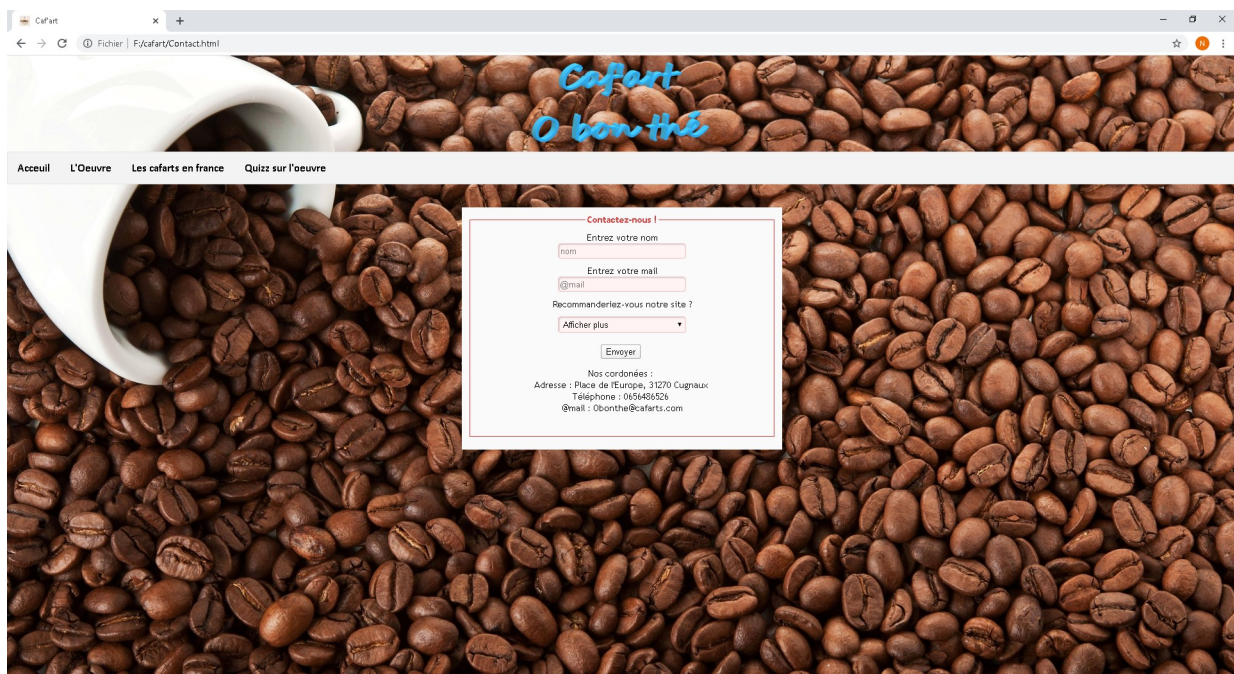 Caf'art
Fichier | F:/cafart/Contact.html
N
Cafart
O bon thé
Acceuil L'Oeuvre Les cafarts en france Quizz sur l'oeuvre
Contactez-nous !
Entrez votre nom
nom
Entrez votre mail
@mail
Recommanderiez-vous notre site ?
Afficher plus
Envoyer
Nos cordonées :
Adresse : Place de l'Europe, 31270 Cugnaux
Téléphone : 0656486526
@mail : Obonthe@cafarts.com